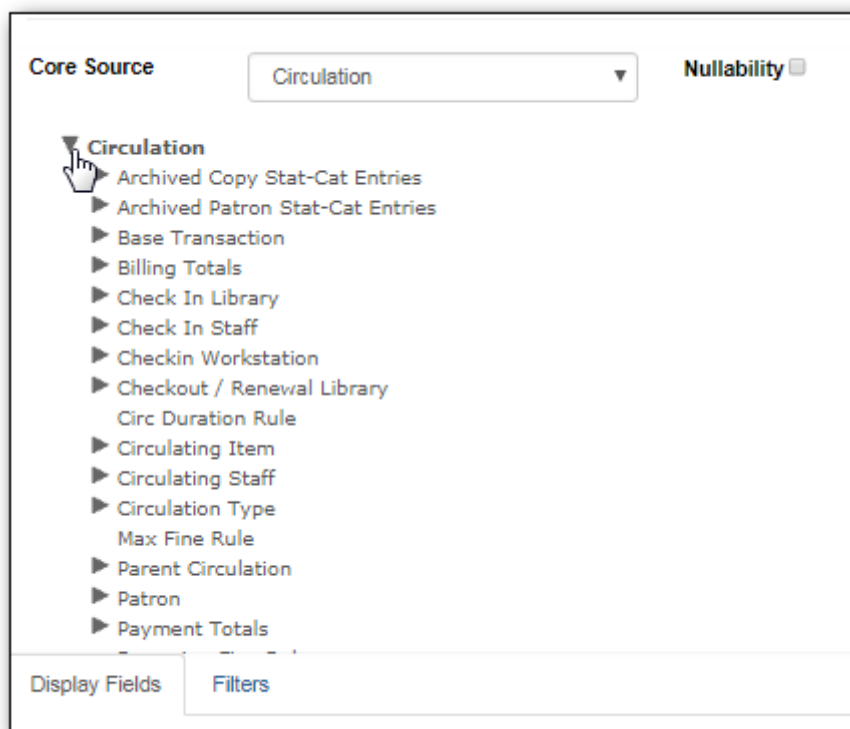 Core Source
Circulation
Nullability
Circulation
Archived Copy Stat-Cat Entries
Archived Patron Stat-Cat Entries
Base Transaction
Billing Totals
Check In Library
Check In Staff
Checkin Workstation
Checkout / Renewal Library
Circ Duration Rule
Circulating Item
Circulating Staff
Circulation Type
Max Fine Rule
Parent Circulation
Patron
Payment Totals
Display Fields
Filters